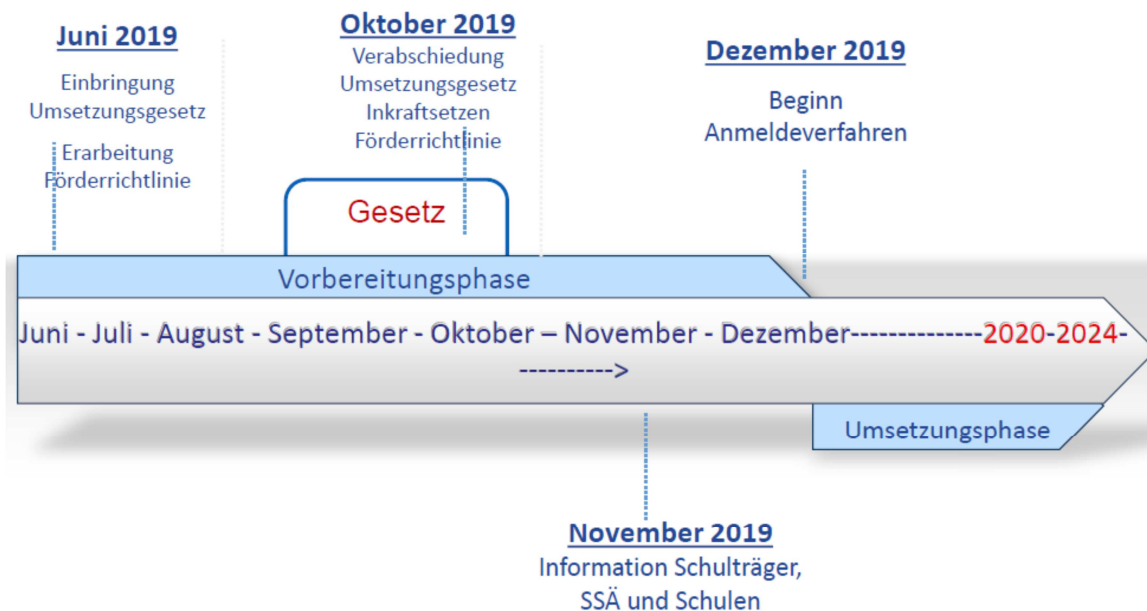 Juni 2019
Einbringung
Umsetzungsgesetz
Erarbeitung
Förderrichtlinie
Oktober 2019
Verabschiedung
Umsetzungsgesetz
Inkraftsetzen
Förderrichtlinie
Dezember 2019
Beginn
Anmeldeverfahren
Gesetz
Vorbereitungsphase
Juni - Juli - August - September - Oktober – November - Dezember---------------2020-2024-
----------->
Umsetzungsphase
November 2019
Information Schulträger,
SSÄ und Schulen